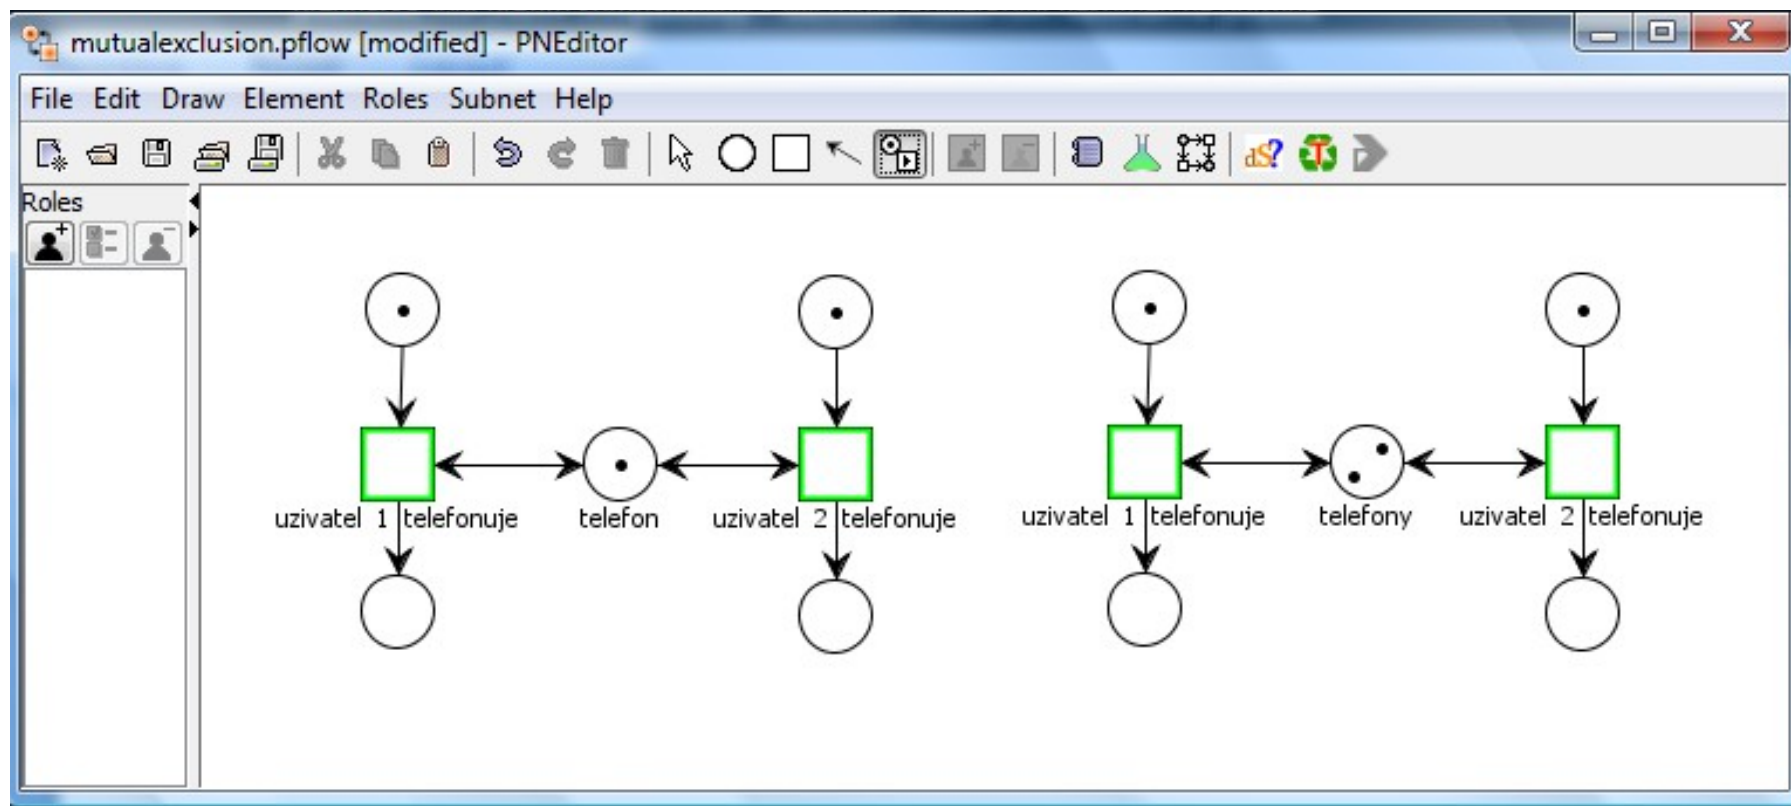 mutualexclusion.pflow [modified] - PNEditor
File Edit Draw Element Roles Subnet Help
dS? T
Roles
uzivatel 1 telefonuje telefon uzivatel 2 telefonuje uzivatel 1 telefonuje telefony uzivatel 2 telefonuje